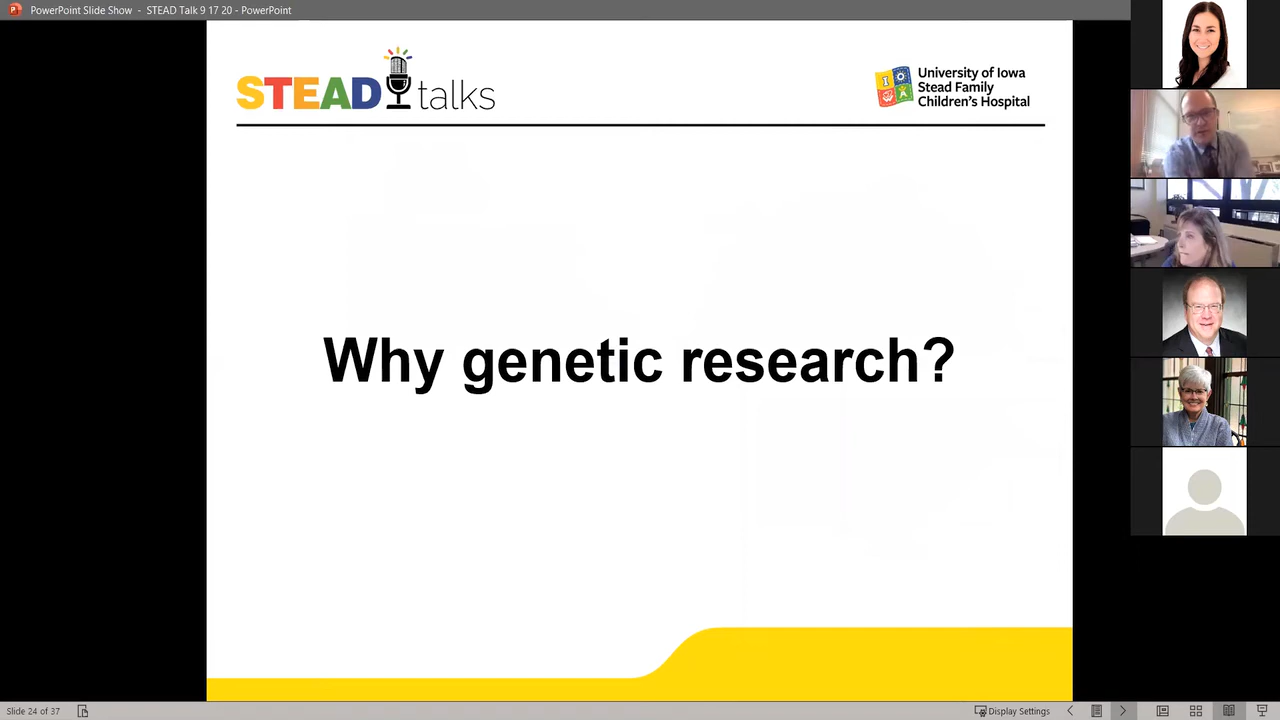 PowerPoint Slide Show - STEAD Talk 9 17 20 - PowerPoint
STEAD talks
University of Iowa
Stead Family
Children's Hospital
Why genetic research?
Slide 24 of 37
Display Settings